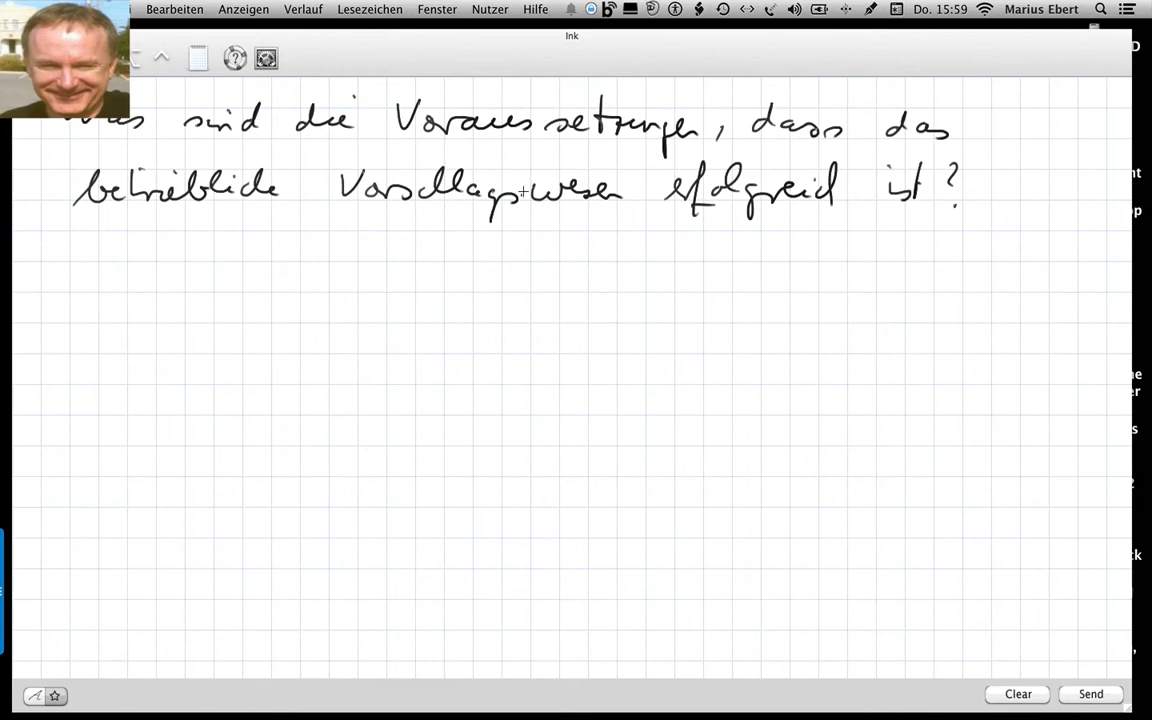 Bearbeiten Anzeigen Verlauf Lesezeichen Fenster Nutzer Hilfe Do. 15:59 Marius Ebert
Ink
Was sind die Voraussetzungen, dass das
betriebliche Vorschlagswesen erfolgreich ist?
Clear Send